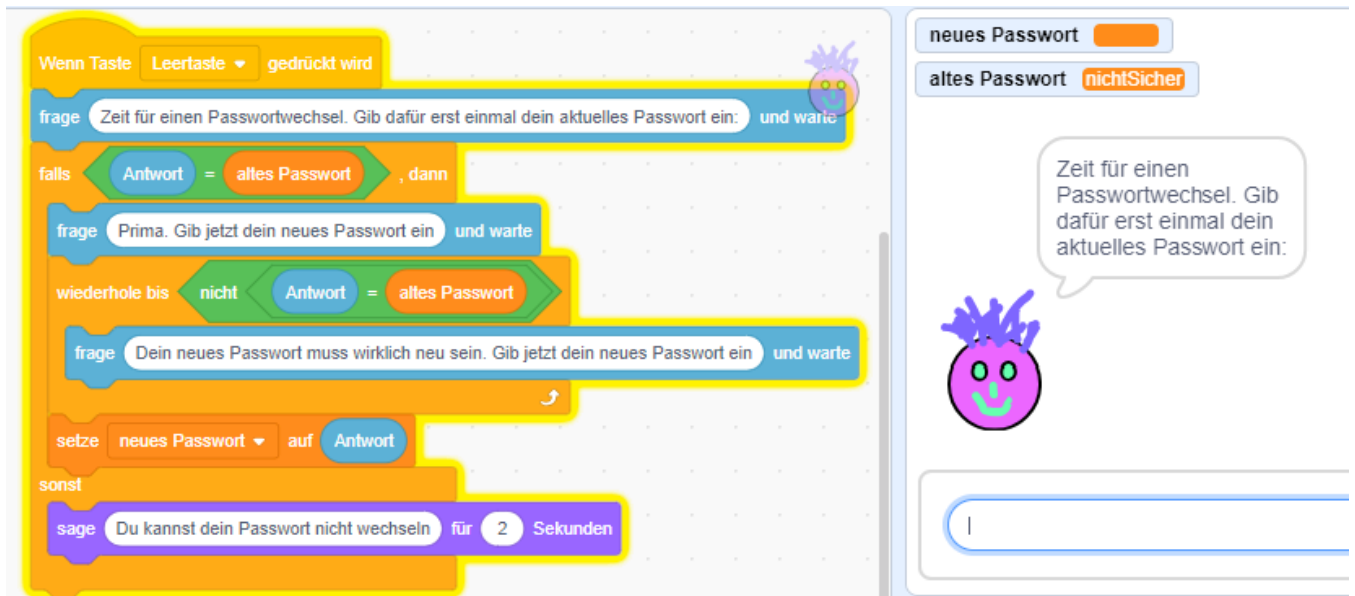 Wenn Taste Leertaste gedrückt wird
frage Zeit für einen Passwortwechsel. Gib dafür erst einmal dein aktuelles Passwort ein: und warte
falls Antwort = altes Passwort , dann
frage Prima. Gib jetzt dein neues Passwort ein und warte
wiederhole bis nicht Antwort = altes Passwort
frage Dein neues Passwort muss wirklich neu sein. Gib jetzt dein neues Passwort ein und warte
setze neues Passwort auf Antwort
sonst
sage Du kannst dein Passwort nicht wechseln für 2 Sekunden
neues Passwort
altes Passwort nichtSicher
Zeit für einen
Passwortwechsel. Gib
dafür erst einmal dein
aktuelles Passwort ein: